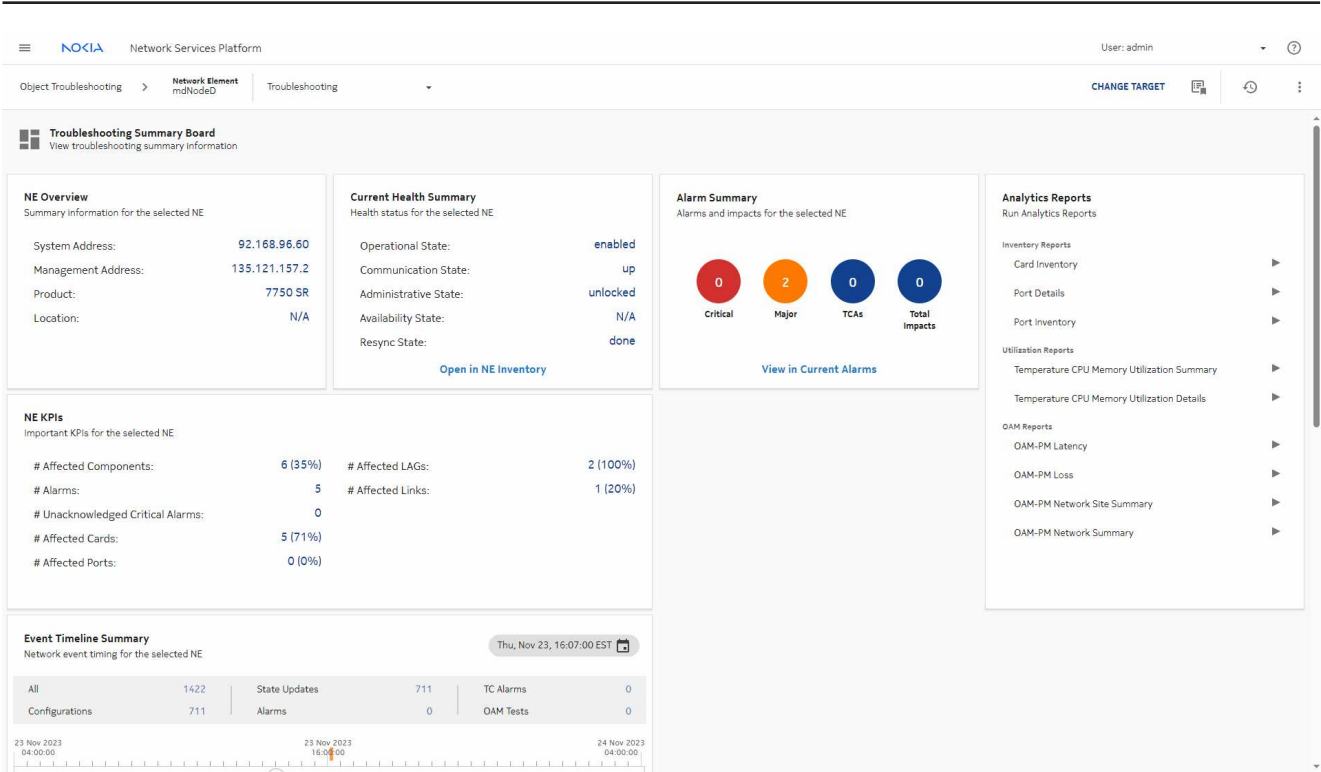 NOKIA Network Services Platform User: admin
Object Troubleshooting > Network Element
mdNodeD Troubleshooting CHANGE TARGET
Troubleshooting Summary Board
View troubleshooting summary information
NE Overview
Summary information for the selected NE
System Address: 92.168.96.60
Management Address: 135.121.157.2
Product: 7750 SR
Location: N/A
Current Health Summary
Health status for the selected NE
Operational State: enabled
Communication State: up
Administrative State: unlocked
Availability State: N/A
Resync State: done
Open in NE Inventory
Alarm Summary
Alarms and impacts for the selected NE
0 2 0 0
Critical Major TCAs Total
Impacts
View in Current Alarms
Analytics Reports
Run Analytics Reports
Inventory Reports
Card Inventory
Port Details
Port Inventory
Utilization Reports
Temperature CPU Memory Utilization Summary
Temperature CPU Memory Utilization Details
OAM Reports
OAM-PM Latency
OAM-PM Loss
OAM-PM Network Site Summary
OAM-PM Network Summary
NE KPIs
Important KPIs for the selected NE
# Affected Components: 6 (35%) # Affected LAGs: 2 (100%)
# Alarms: 5 # Affected Links: 1 (20%)
# Unacknowledged Critical Alarms: 0
# Affected Cards: 5 (71%)
# Affected Ports: 0 (0%)
Event Timeline Summary
Network event timing for the selected NE
Thu, Nov 23, 16:07:00 EST
All 1422 State Updates 711 TC Alarms 0
Configurations 711 Alarms 0 OAM Tests 0
23 Nov 2023 23 Nov 2023 24 Nov 2023
04:00:00 16:00:00 04:00:00